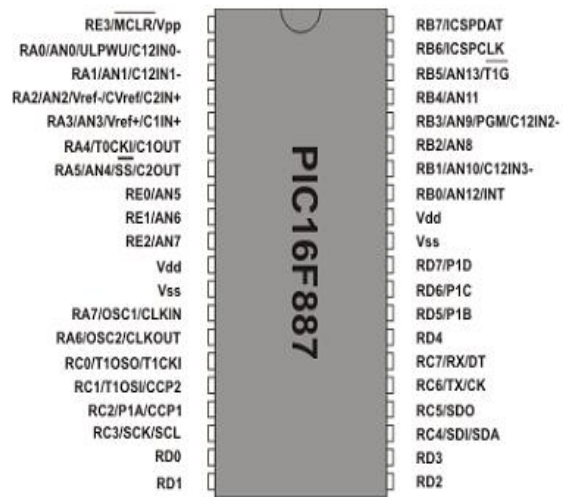 RE3/MCLR/Vpp
RA0/AN0/ULPWU/C12IN0-
RA1/AN1/C12IN1-
RA2/AN2/Vref-/CVref/C2IN+
RA3/AN3/Vref+/C1IN+
RA4/T0CKI/C1OUT
RA5/AN4/SS/C2OUT
RE0/AN5
RE1/AN6
RE2/AN7
Vdd
Vss
RA7/OSC1/CLKIN
RA6/OSC2/CLKOUT
RC0/T1OSO/T1CKI
RC1/T1OSI/CCP2
RC2/P1A/CCP1
RC3/SCK/SCL
RD0
RD1
PIC16F887
RB7/ICSPDAT
RB6/ICSPCLK
RB5/AN13/T1G
RB4/AN11
RB3/AN9/PGM/C12IN2-
RB2/AN8
RB1/AN10/C12IN3-
RB0/AN12/INT
Vdd
Vss
RD7/P1D
RD6/P1C
RD5/P1B
RD4
RC7/RX/DT
RC6/TX/CK
RC5/SDO
RC4/SDI/SDA
RD3
RD2